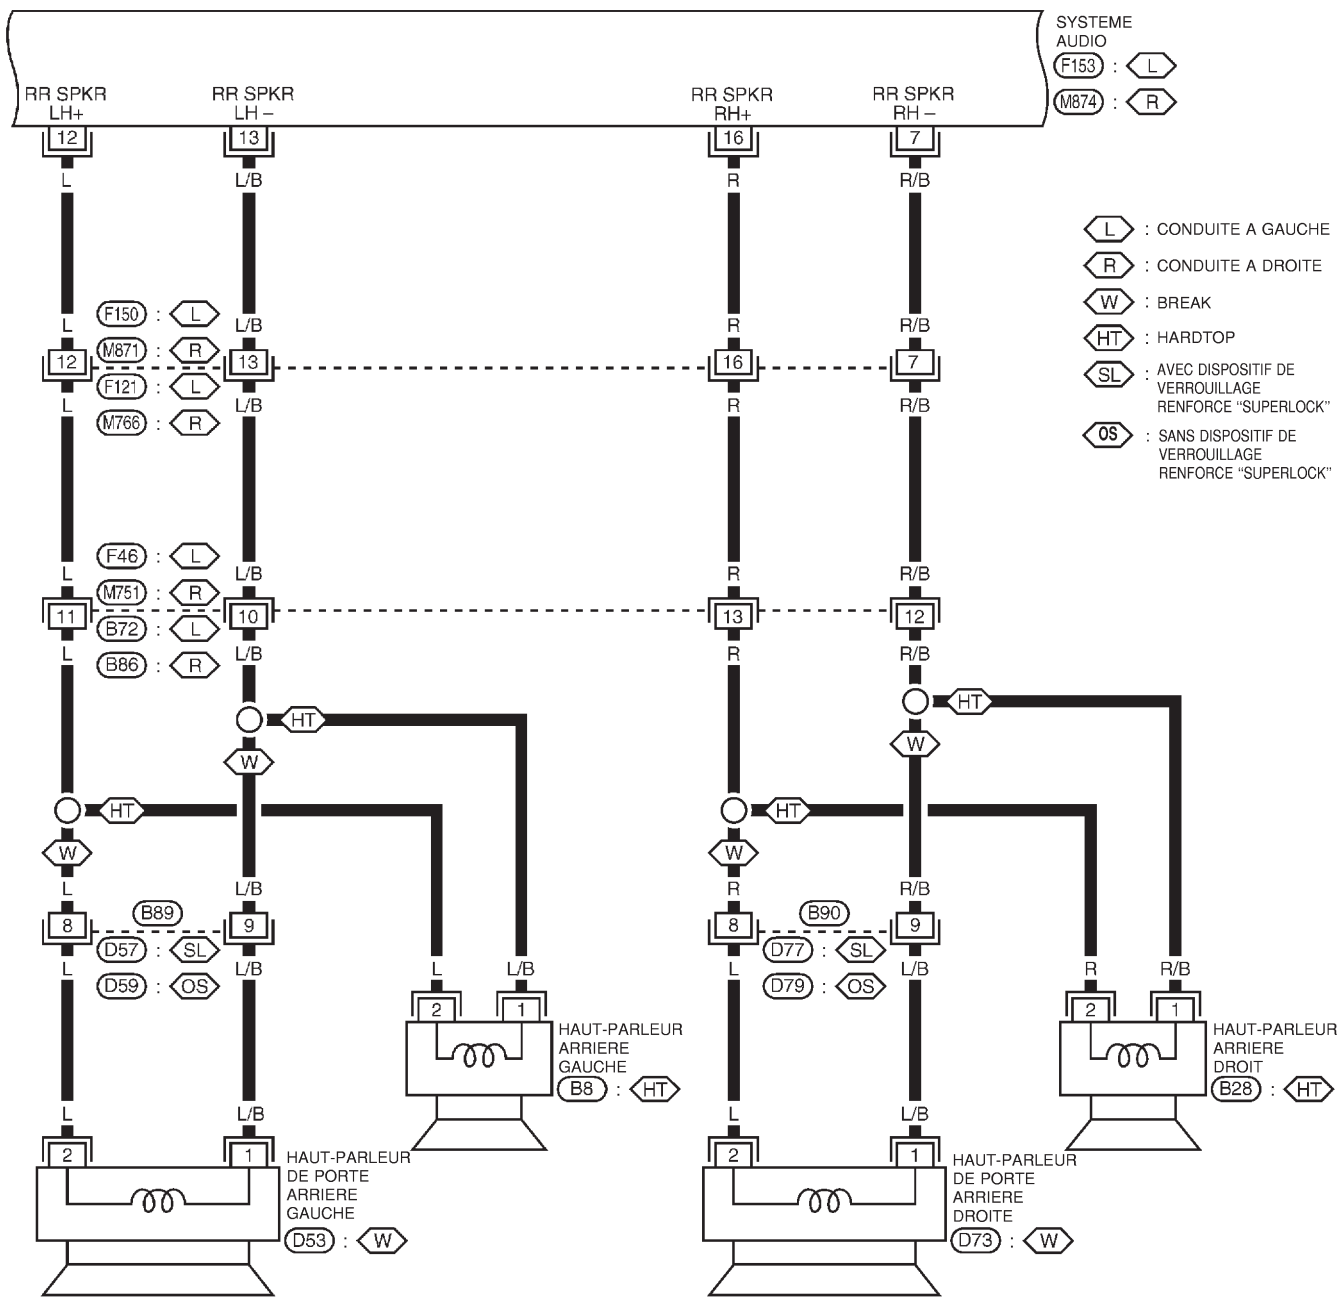 SYSTEME
AUDIO
F153 : L
M874 : R
RR SPKR
LH+
RR SPKR
LH –
RR SPKR
RH+
RR SPKR
RH –
12 13 16 7
L L/B R R/B
L : CONDUITE A GAUCHE
R : CONDUITE A DROITE
W : BREAK
HT : HARDTOP
SL : AVEC DISPOSITIF DE
VERROUILLAGE
RENFORCE “SUPERLOCK”
OS : SANS DISPOSITIF DE
VERROUILLAGE
RENFORCE “SUPERLOCK”
F150 : L
L L/B R R/B
M871 : R
12 13 16 7
F121 : L
L L/B R R/B
M766 : R
F46 : L
L L/B R R/B
M751 : R
11 10 13 12
B72 : L
L L/B R R/B
B86 : R
HT HT
W W
HT HT
W W
L L/B R R/B
B89 B90
8 9 8 9
D57 : SL D77 : SL
L L/B L L/B L L/B R R/B
D59 : OS D79 : OS
2 1 2 1
HAUT-PARLEUR
ARRIERE
GAUCHE
B8 : HT
HAUT-PARLEUR
ARRIERE
DROIT
B28 : HT
L L/B L L/B
2 1 2 1
HAUT-PARLEUR
DE PORTE
ARRIERE
GAUCHE
D53 : W
HAUT-PARLEUR
DE PORTE
ARRIERE
DROITE
D73 : W